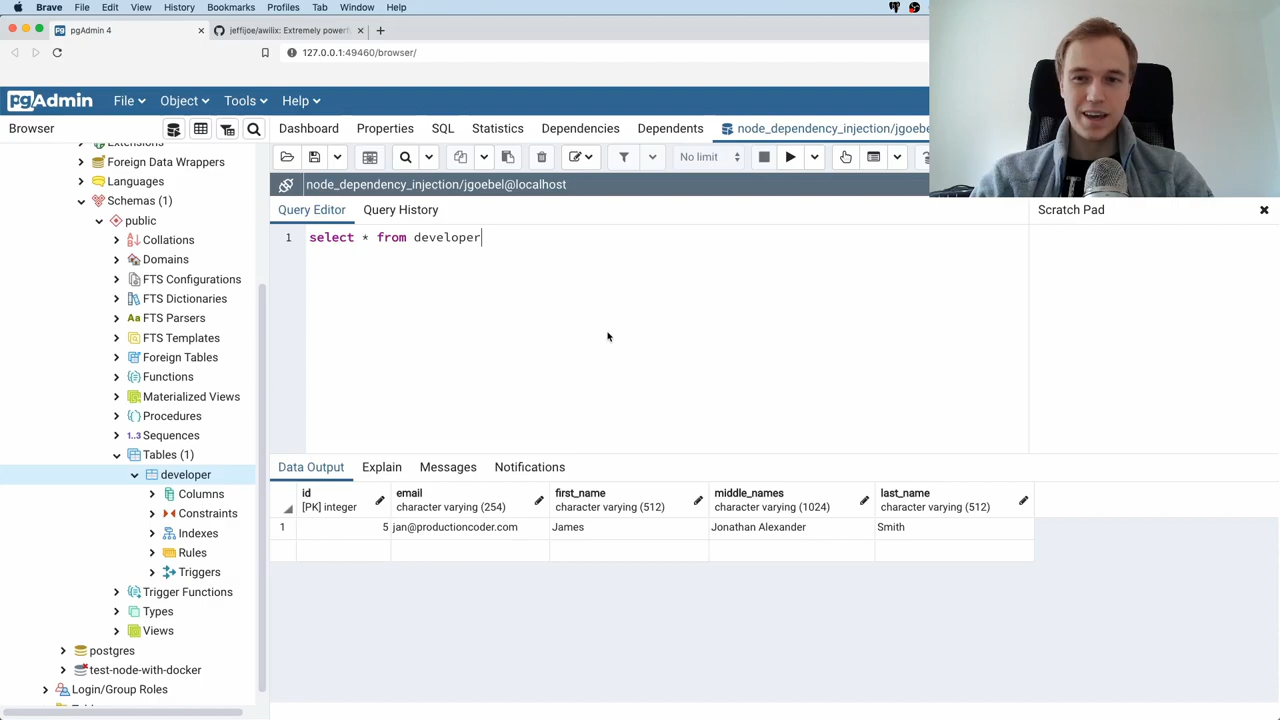 Brave File Edit View History Bookmarks Profiles Tab Window Help
pgAdmin 4
jeffijoe/awilix: Extremely powerf
127.0.0.1:49460/browser/
pgAdmin File Object Tools Help
Browser
Dashboard Properties SQL Statistics Dependencies Dependents node_dependency_injection/jgoebe
Extensions
Foreign Data Wrappers
Languages
Schemas (1)
public
Collations
Domains
FTS Configurations
FTS Dictionaries
Aa FTS Parsers
FTS Templates
Foreign Tables
Functions
Materialized Views
Procedures
1..3 Sequences
Tables (1)
developer
Columns
Constraints
Indexes
Rules
Triggers
Trigger Functions
Types
Views
postgres
test-node-with-docker
Login/Group Roles
No limit
node_dependency_injection/jgoebel@localhost
Query Editor Query History
Scratch Pad
1 select * from developer
Data Output Explain Messages Notifications
id email first_name middle_names last_name
[PK] integer character varying (254) character varying (512) character varying (1024) character varying (512)
1 5 jan@productioncoder.com James Jonathan Alexander Smith